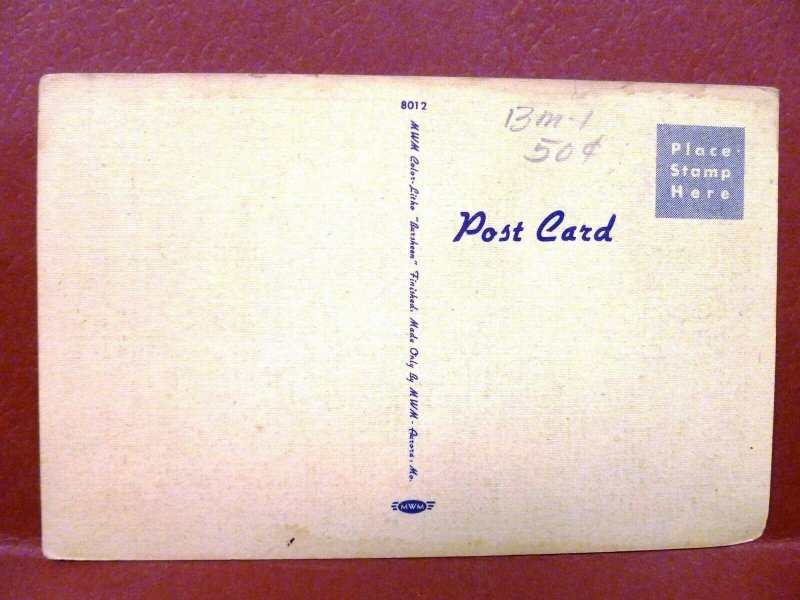 8012
13m-1
50¢
Place
Stamp
Here
Post Card
MWM Color-Litho "Darsheen" Finished. Made Only By MWM - Aurora, Mo.
MWM